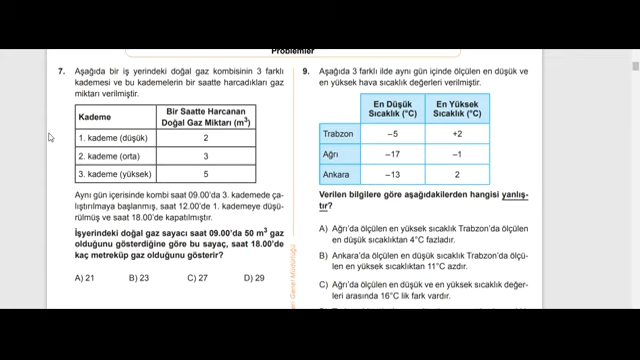 Problemler
7. Aşağıda bir iş yerindeki doğal gaz kombisinin 3 farklı
kademesi ve bu kademelerin bir saatte harcadıkları gaz
miktarı verilmiştir.
Kademe
Bir Saatte Harcanan
Doğal Gaz Miktarı (m³)
1. kademe (düşük) 2
2. kademe (orta) 3
3. kademe (yüksek) 5
Aynı gün içerisinde kombi saat 09.00'da 3. kademede ça-
lıştırılmaya başlanmış, saat 12.00'de 1. kademeye düşü-
rülmüş ve saat 18.00'de kapatılmıştır.
İşyerindeki doğal gaz sayacı saat 09.00'da 50 m³ gaz
olduğunu gösterdiğine göre bu sayaç, saat 18.00'de
kaç metreküp gaz olduğunu gösterir?
A) 21 B) 23 C) 27 D) 29
9. Aşağıda 3 farklı ilde aynı gün içinde ölçülen en düşük ve
en yüksek hava sıcaklık değerleri verilmiştir.
En Düşük
Sıcaklık (°C)
En Yüksek
Sıcaklık (°C)
Trabzon –5 +2
Ağrı –17 –1
Ankara –13 2
Verilen bilgilere göre aşağıdakilerden hangisi yanlış-
tır?
A) Ağrı'da ölçülen en yüksek sıcaklık Trabzon'da ölçülen
en düşük sıcaklıktan 4°C fazladır.
B) Ankara'da ölçülen en düşük sıcaklık Trabzon'da ölçü-
len en yüksek sıcaklıktan 11°C azdır.
C) Ağrı'da ölçülen en düşük ve en yüksek sıcaklık değer-
leri arasında 16°C lik fark vardır.
Genel Müdürlüğü